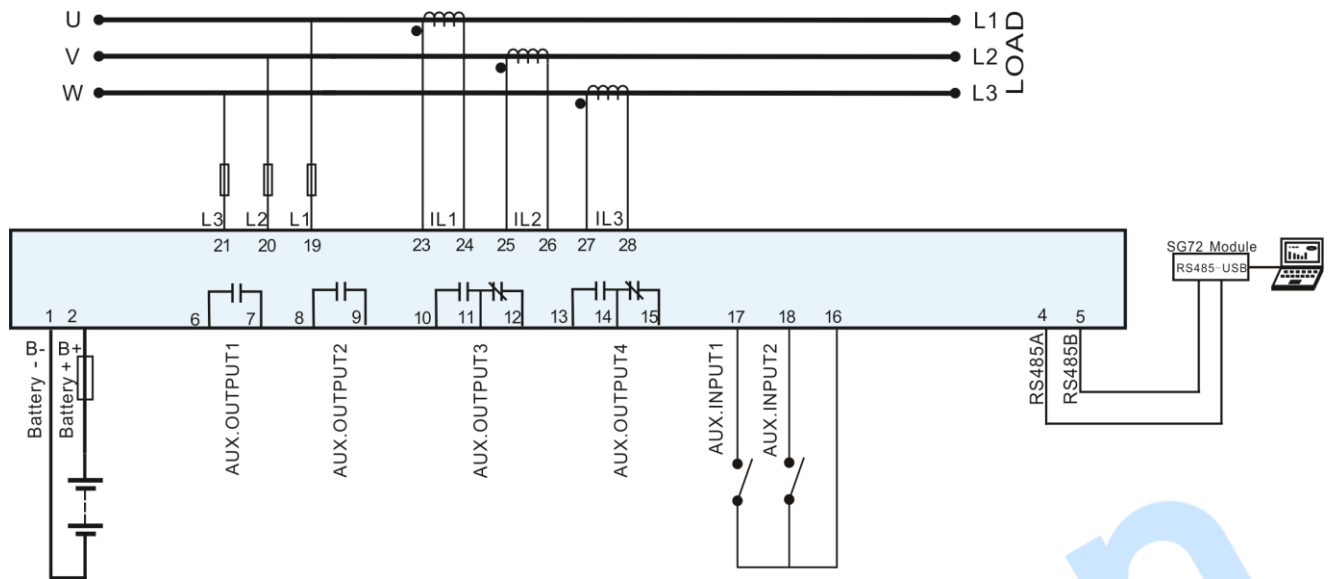 U
L1
V
L2
W
L3
LOAD
L3
L2
L1
IL1
IL2
IL3
21
20
19
23
24
25
26
27
28
SG72 Module
RS485-USB
1
2
6
7
8
9
10
11
12
13
14
15
17
18
16
4
5
B-
B+
Battery -
Battery +
AUX.OUTPUT1
AUX.OUTPUT2
AUX.OUTPUT3
AUX.OUTPUT4
AUX.INPUT1
AUX.INPUT2
RS485A
RS485B